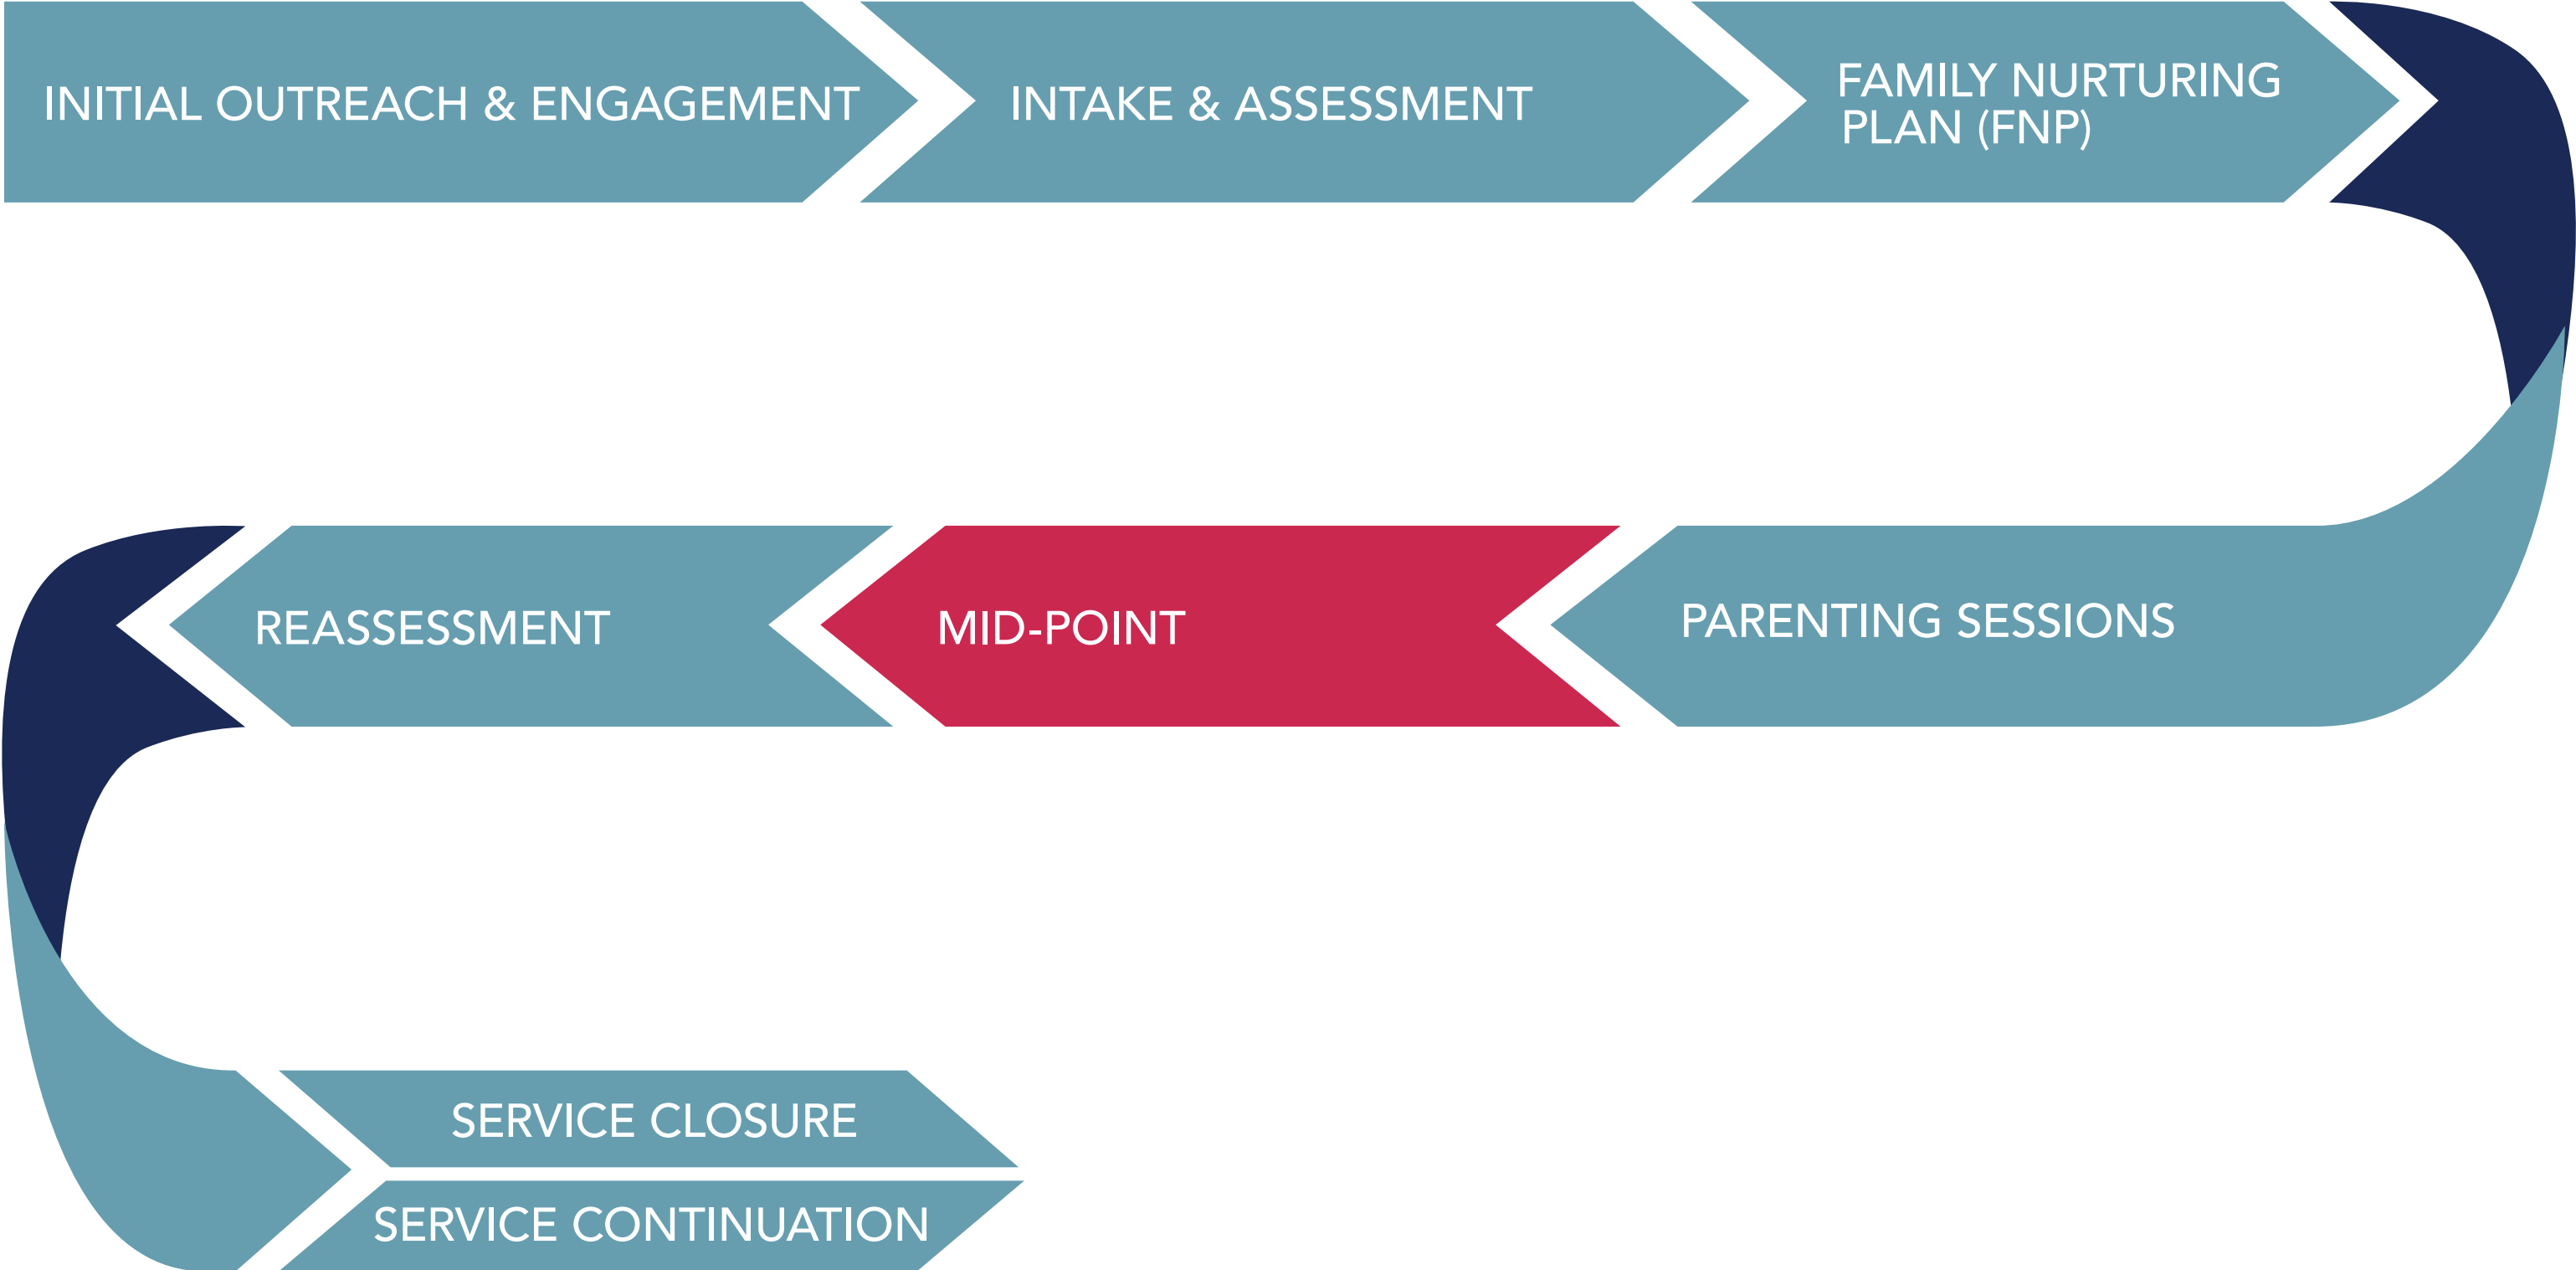 INITIAL OUTREACH & ENGAGEMENT
INTAKE & ASSESSMENT
FAMILY NURTURING
PLAN (FNP)
PARENTING SESSIONS
MID-POINT
REASSESSMENT
SERVICE CLOSURE
SERVICE CONTINUATION